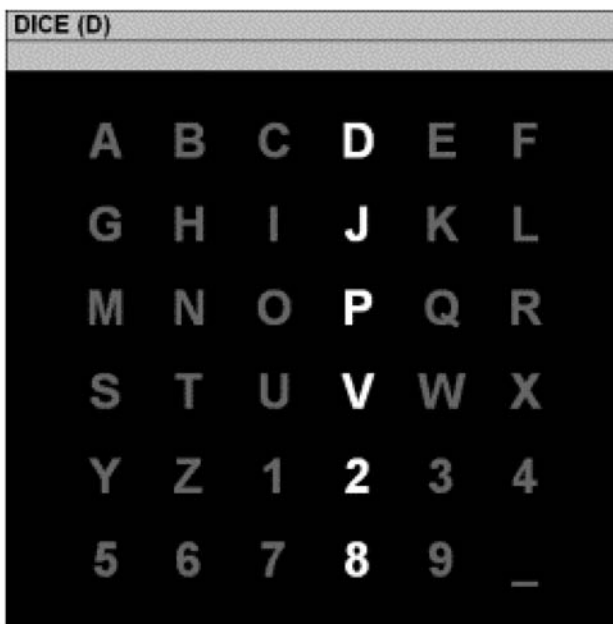 DICE (D)
A B C D E F
G H I J K L
M N O P Q R
S T U V W X
Y Z 1 2 3 4
5 6 7 8 9 _